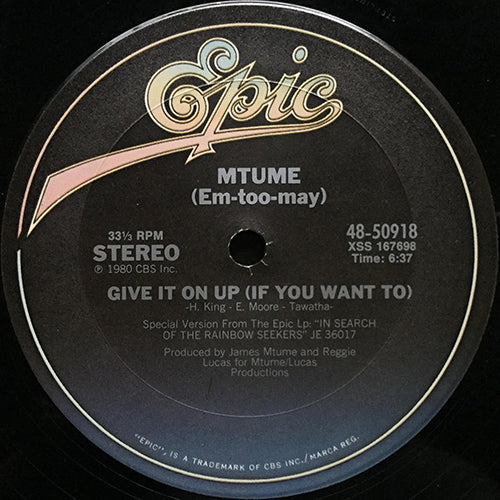 Epic
MTUME
(Em-too-may)
33⅓ RPM
STEREO
℗ 1980 CBS Inc.
48-50918
XSS 167698
Time: 6:37
GIVE IT ON UP (IF YOU WANT TO)
-H. King - E. Moore - Tawatha-
Special Version From The Epic Lp: "IN SEARCH
OF THE RAINBOW SEEKERS" JE 36017
Produced by James Mtume and Reggie
Lucas for Mtume/Lucas
Productions
"EPIC", IS A TRADEMARK OF CBS INC./MARCA REG.